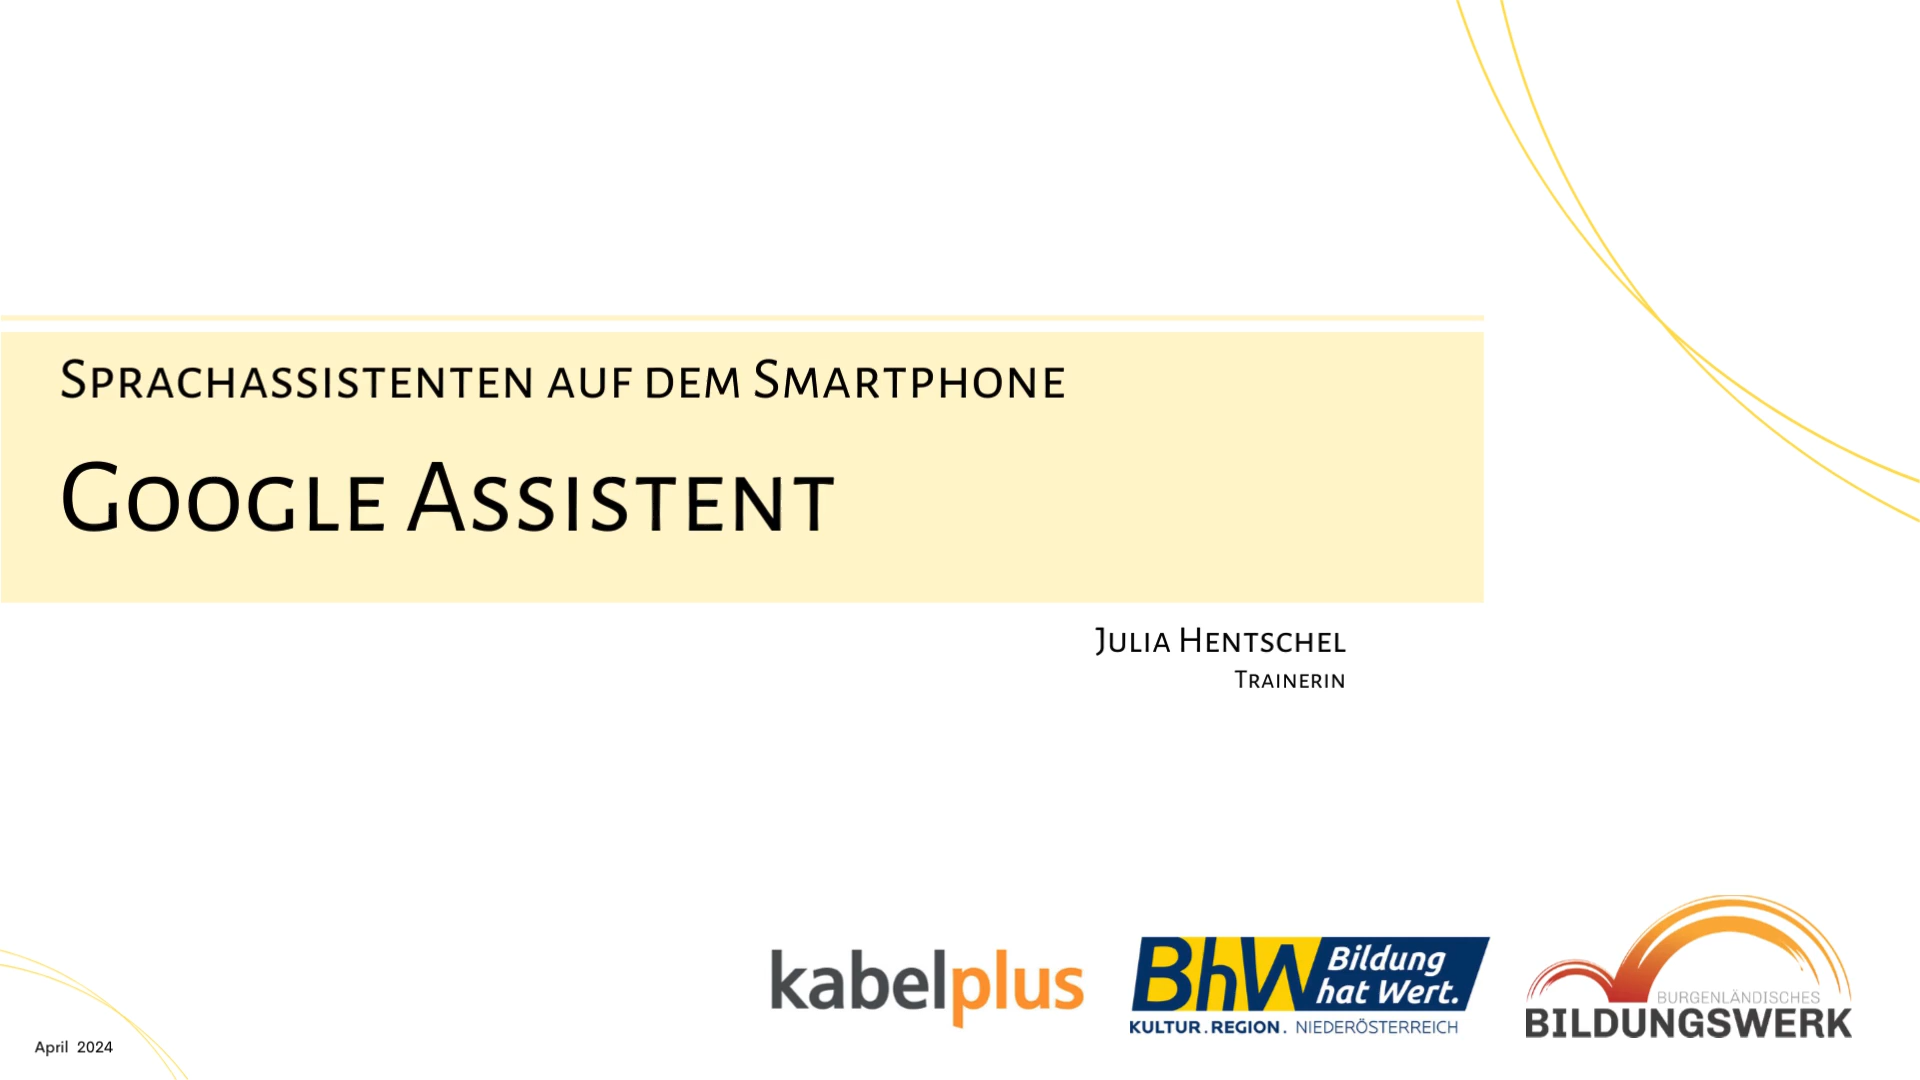 Sprachassistenten auf dem Smartphone
Google Assistent
Julia Hentschel
Trainerin
kabelplus
BhW Bildung
hat Wert.
KULTUR.REGION. NIEDERÖSTERREICH
BURGENLÄNDISCHES
BILDUNGSWERK
April 2024